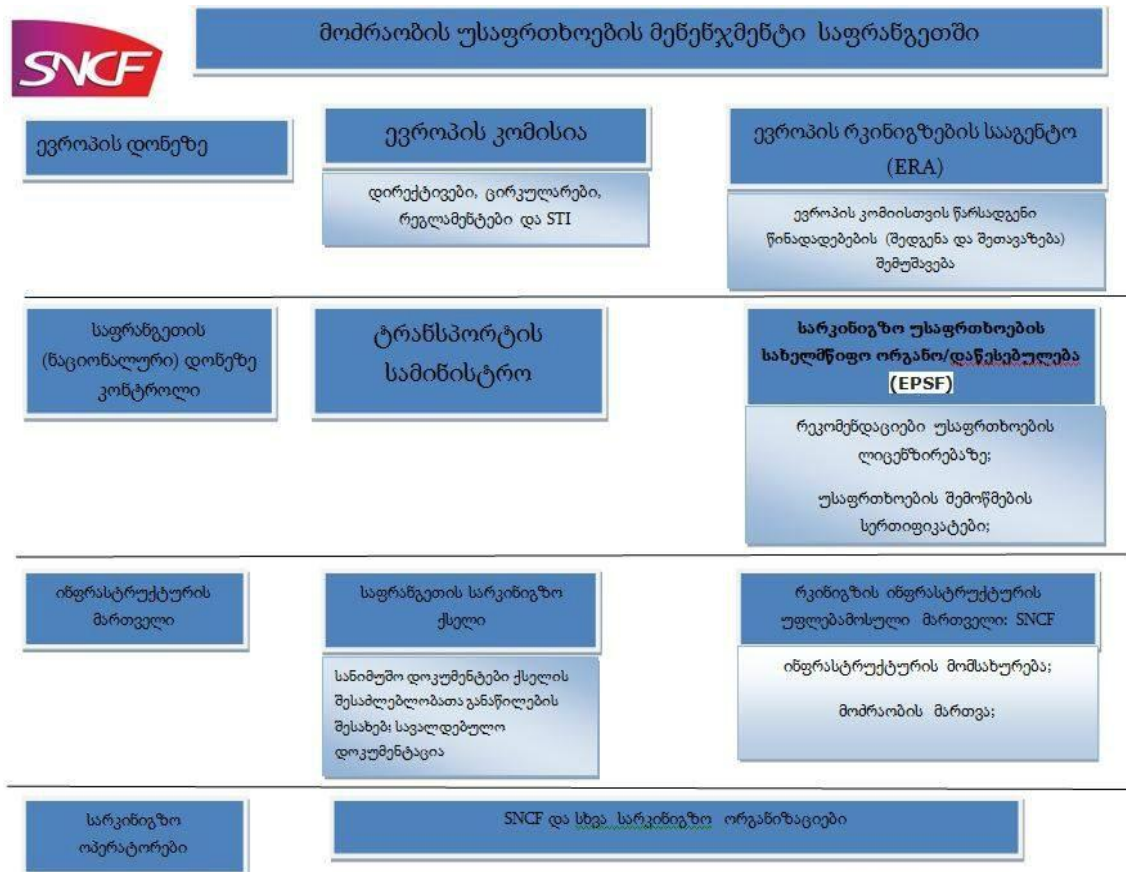 SNCF
მოძრაობის უსაფრთხოების მენენჯმენტი საფრანგეთში
ევროპის დონეზე
ევროპის კომისია
დირექტივები, ცირკულარები,
რეგლამენტები და STI
ევროპის რკინიგზების სააგენტო
(ERA)
ევროპის კომიისთვის წარსადგენი
წინადადებების (შედგენა და შეთავაზება)
შემუშავება
საფრანგეთის
(ნაციონალური) დონეზე
კონტროლი
ტრანსპორტის
სამინისტრო
სარკინიგზო უსაფრთხოების
სახელმწიფო ორგანო/დაწესებულება
(EPSF)
რეკომენდაციები უსაფრთხოების
ლიცენზირებაზე;
უსაფრთხოების შემოწმების
სერთიფიკატები;
ინფრასტრუქტურის
მართველი
საფრანგეთის სარკინიგზო
ქსელი
სანიმუშო დოკუმენტები ქსელის
შესაძლებლობათა განაწილების
შესახებ; სავალდებულო
დოკუმენტაცია
რკინიგზის ინფრასტრუქტურის
უფლებამოსული მართველი: SNCF
ინფრასტრუქტურის მომსახურება;
მოძრაობის მართვა;
სარკინიგზო
ოპერატორები
SNCF და სხვა სარკინიგზო ორგანიზაციები